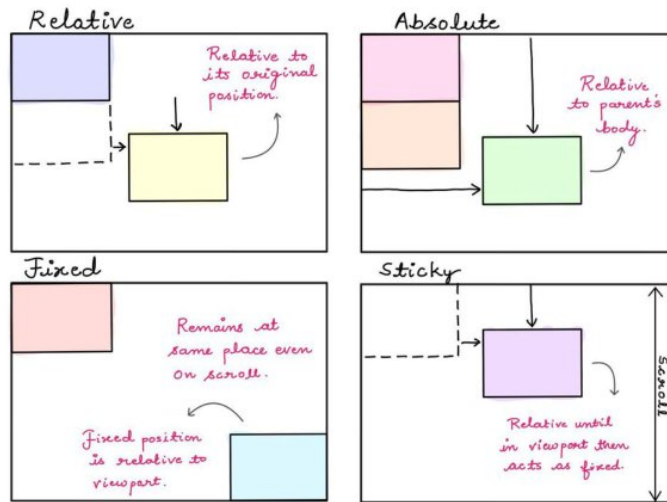 Relative
Relative to
its original
position.
Absolute
Relative
to parent's
body.
Fixed
Remains at
same place even
on scroll.
Fixed position
is relative to
viewport.
Sticky
Scroll
Relative until
in viewport then
acts as fixed.